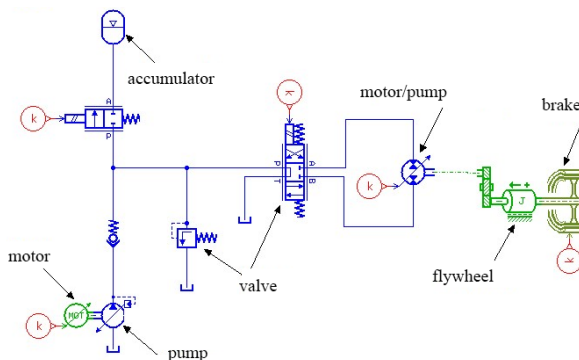 accumulator
A
k
P
k
motor/pump
brake
P
A
T
B
k
J
k
flywheel
motor
valve
k
MOT
pump